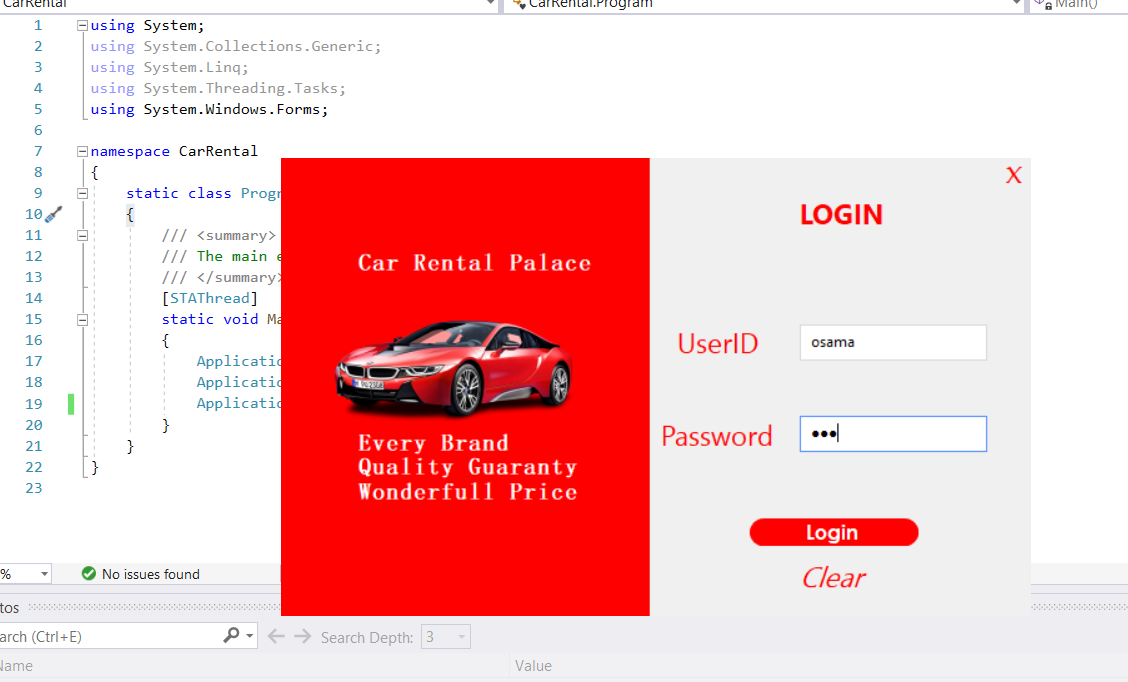 CarRental
CarRental.Program
Main()
1 using System;
2 using System.Collections.Generic;
3 using System.Linq;
4 using System.Threading.Tasks;
5 using System.Windows.Forms;
6
7 namespace CarRental
8 {
9 static class Progr
10 {
11 /// <summary>
12 /// The main e
13 /// </summary>
14 [STAThread]
15 static void Ma
16 {
17 Applicatio
18 Applicatio
19 Applicatio
20 }
21 }
22 }
23
Car Rental Palace
Every Brand
Quality Guaranty
Wonderfull Price
X
LOGIN
UserID
osama
Password
•••
Login
Clear
%
No issues found
tos
arch (Ctrl+E)
Search Depth:
3
Name
Value